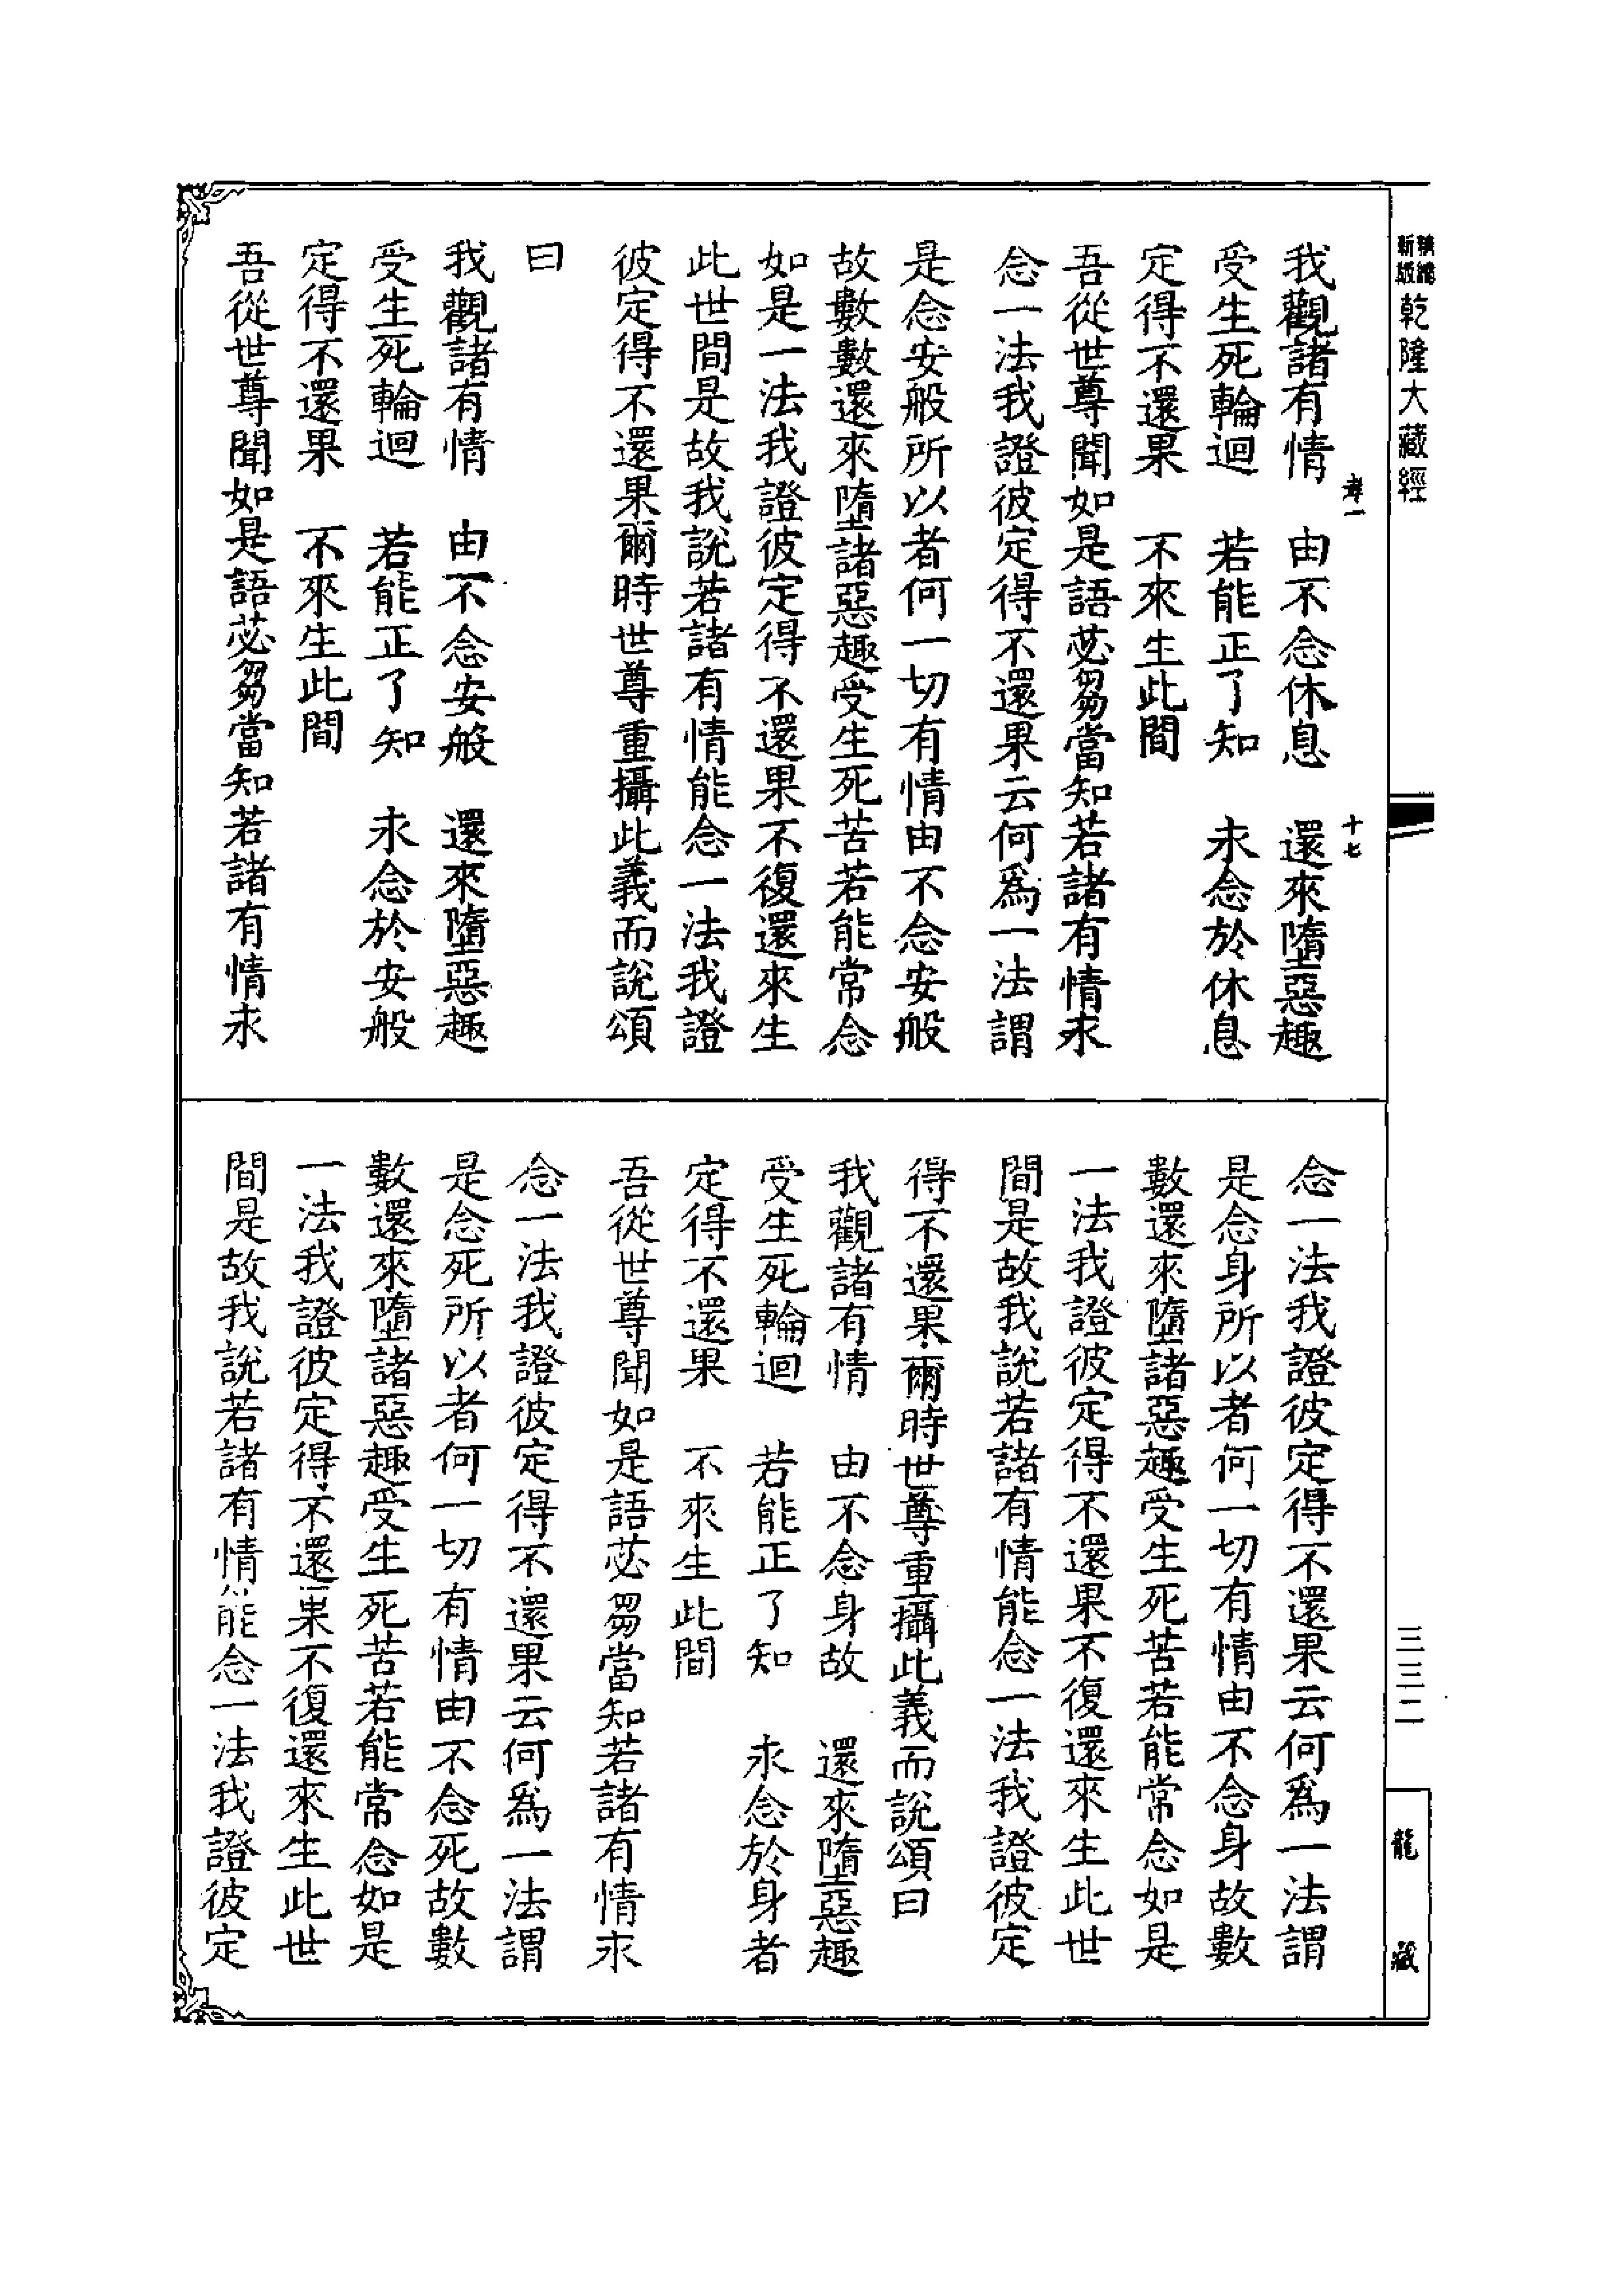 精編新版
乾隆大藏經
孝一
十七
我觀諸有情　由不念休息　還來墮惡趣
受生死輪迴　若能正了知　永念於休息
定得不還果　不來生此間
吾從世尊聞如是語苾芻當知若諸有情永
念一法我證彼定得不還果云何爲一法謂
是念安般所以者何一切有情由不念安般
故數數還來墮諸惡趣受生死苦若能常念
如是一法我證彼定得不還果不復還來生
此世間是故我說若諸有情能念一法我證
彼定得不還果爾時世尊重攝此義而說頌
曰
我觀諸有情　由不念安般　還來墮惡趣
受生死輪迴　若能正了知　永念於安般
定得不還果　不來生此間
吾從世尊聞如是語苾芻當知若諸有情永
念一法我證彼定得不還果云何爲一法謂
是念身所以者何一切有情由不念身故數
數還來墮諸惡趣受生死苦若能常念如是
一法我證彼定得不還果不復還來生此世
間是故我說若諸有情能念一法我證彼定
得不還果爾時世尊重攝此義而說頌曰
我觀諸有情　由不念身故　還來墮惡趣
受生死輪迴　若能正了知　永念於身者
定得不還果　不來生此間
吾從世尊聞如是語苾芻當知若諸有情永
念一法我證彼定得不還果云何爲一法謂
是念死所以者何一切有情由不念死故數
數還來墮諸惡趣受生死苦若能常念如是
一法我證彼定得不還果不復還來生此世
間是故我說若諸有情能念一法我證彼定
三三二
龍藏